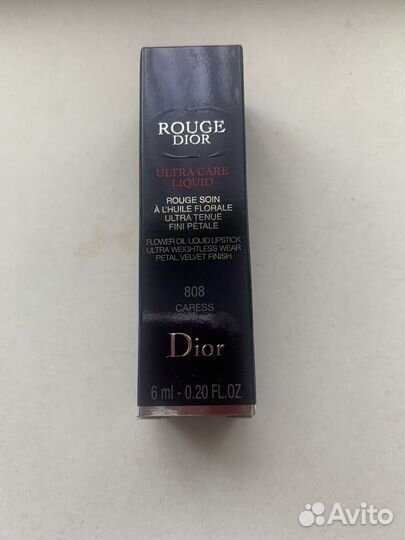 ROUGE
DIOR
ULTRA CARE
LIQUID
ROUGE SOIN
À L'HUILE FLORALE
ULTRA TENUE
FINI PÉTALE
FLOWER OIL LIQUID LIPSTICK
ULTRA WEIGHTLESS WEAR
PETAL VELVET FINISH
808
CARESS
Dior
6 ml - 0.20 FL.OZ
Avito